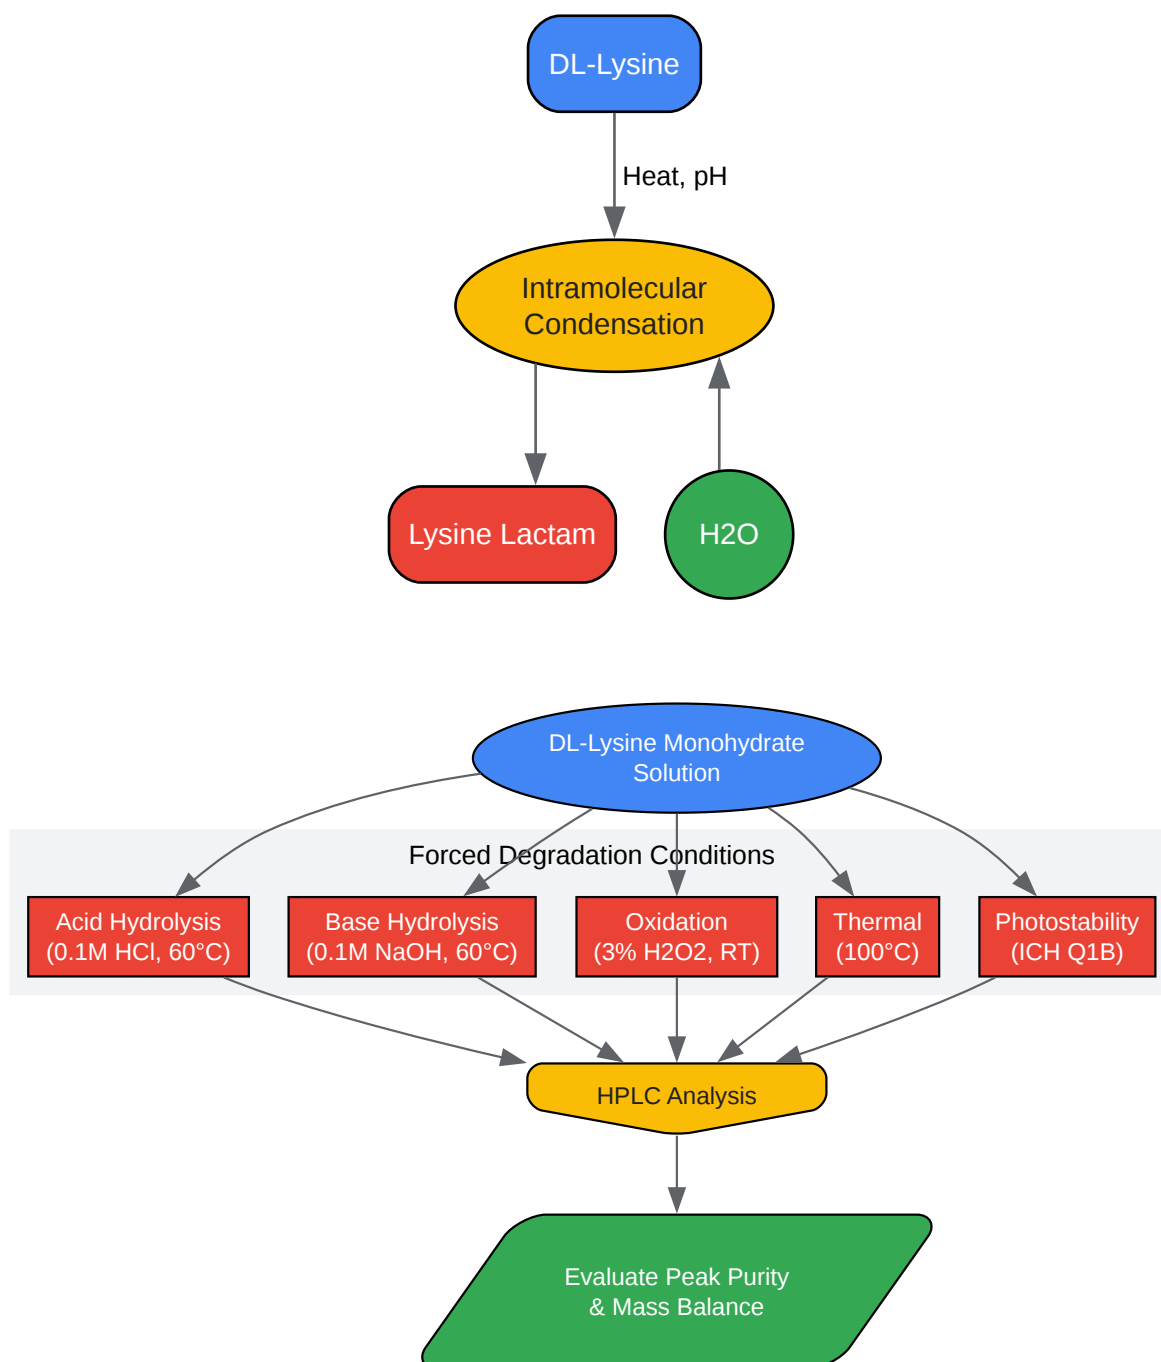 DL-Lysine
Heat, pH
Intramolecular
Condensation
Lysine Lactam
H2O
DL-Lysine Monohydrate
Solution
Forced Degradation Conditions
Acid Hydrolysis
(0.1M HCl, 60°C)
Base Hydrolysis
(0.1M NaOH, 60°C)
Oxidation
(3% H2O2, RT)
Thermal
(100°C)
Photostability
(ICH Q1B)
HPLC Analysis
Evaluate Peak Purity
& Mass Balance